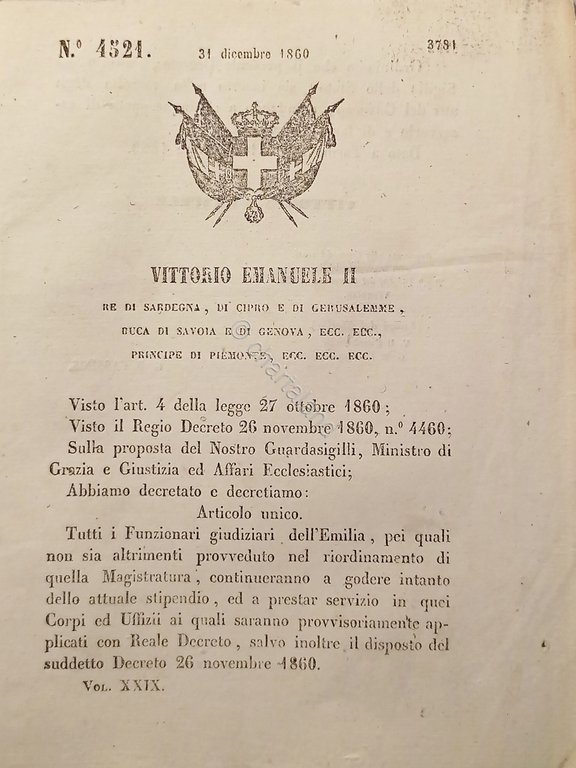 N.º 4521.
31 dicembre 1860
3781
VITTORIO EMANUELE II
RE DI SARDEGNA, DI CIPRO E DI GERUSALEMME,
DUCA DI SAVOIA E DI GENOVA, ECC. ECC.,
PRINCIPE DI PIEMONTE, ECC. ECC. ECC.
Visto l'art. 4 della legge 27 ottobre 1860;
Visto il Regio Decreto 26 novembre 1860, n.º 4460;
Sulla proposta del Nostro Guardasigilli, Ministro di
Grazia e Giustizia ed Affari Ecclesiastici;
Abbiamo decretato e decretiamo:
Articolo unico.
Tutti i Funzionari giudiziari dell'Emilia, pei quali
non sia altrimenti provveduto nel riordinamento di
quella Magistratura, continueranno a godere intanto
dello attuale stipendio, ed a prestar servizio in quei
Corpi ed Uffizii ai quali saranno provvisoriamente ap-
plicati con Reale Decreto, salvo inoltre il disposto del
suddetto Decreto 26 novembre 1860.
VOL. XXIX.